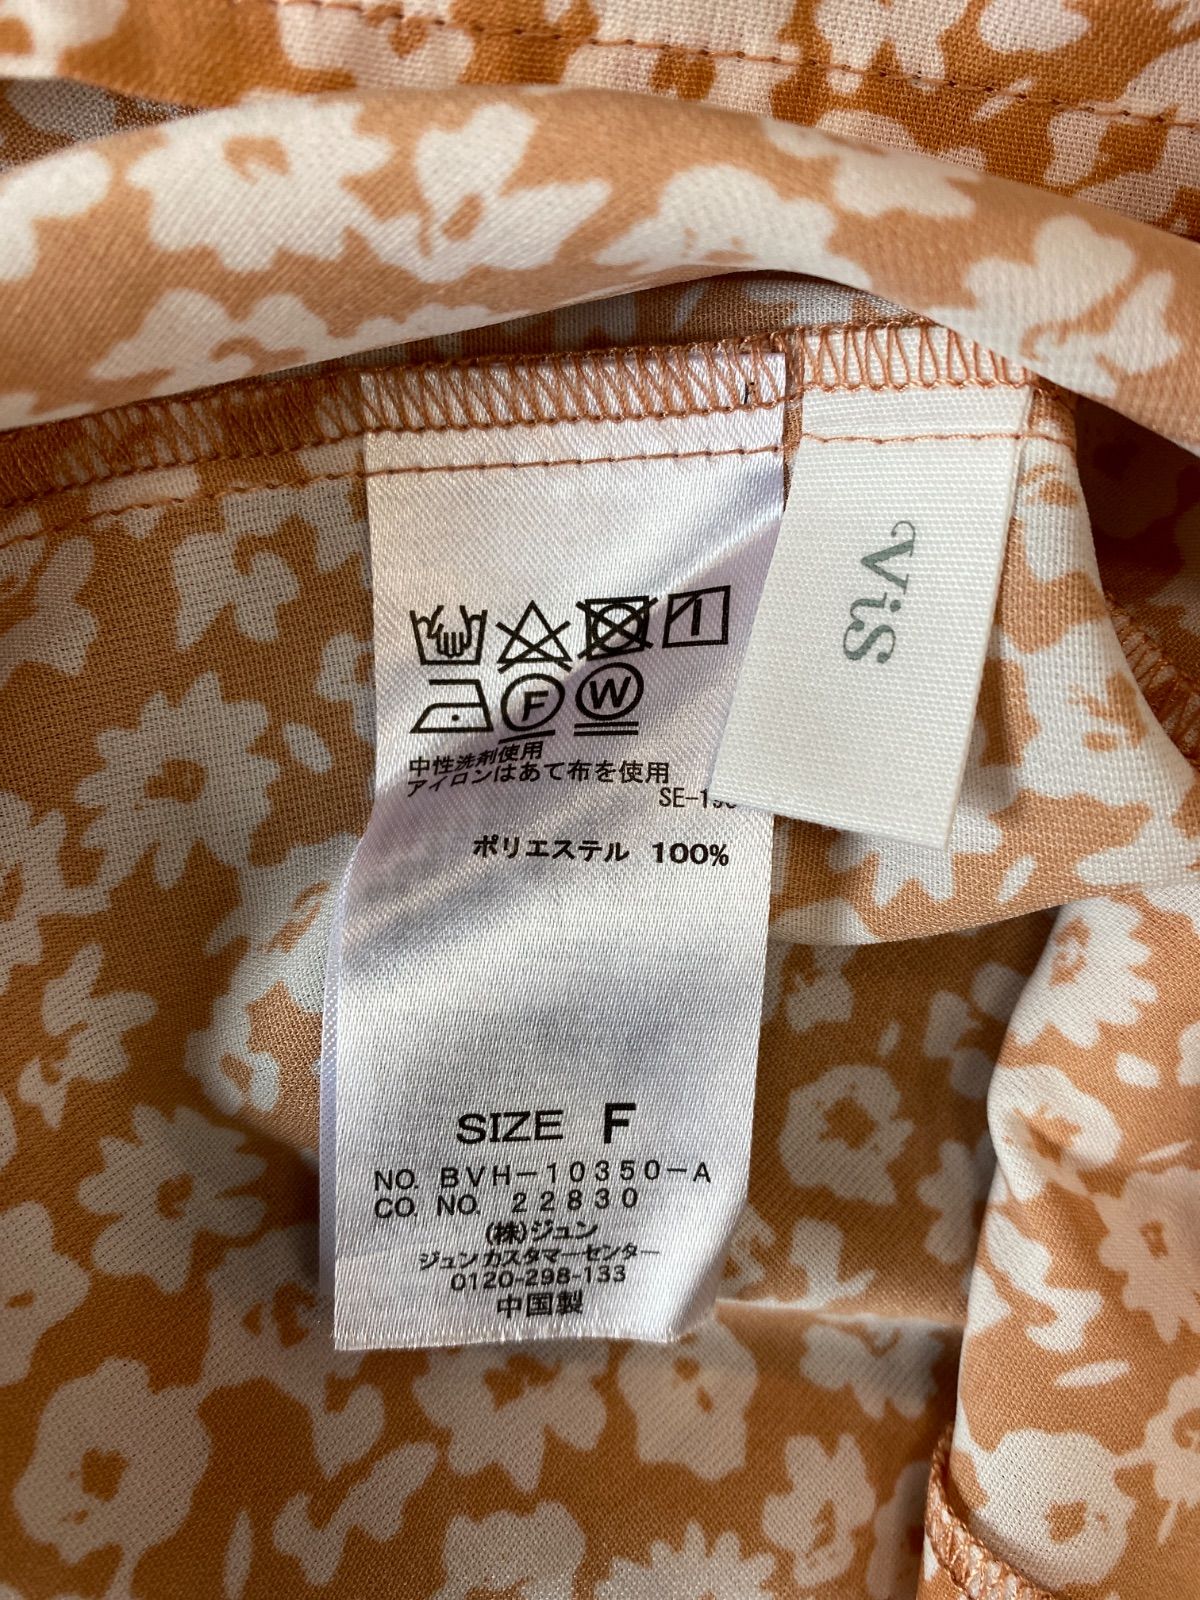 F
W
中性洗剤使用
アイロンはあて布を使用
ポリエステル 100%
SIZE F
NO. BVH-10350-A
CO. NO. 22830
(株)ジュン
ジュンカスタマーセンター
0120-298-133
中国製
ViS